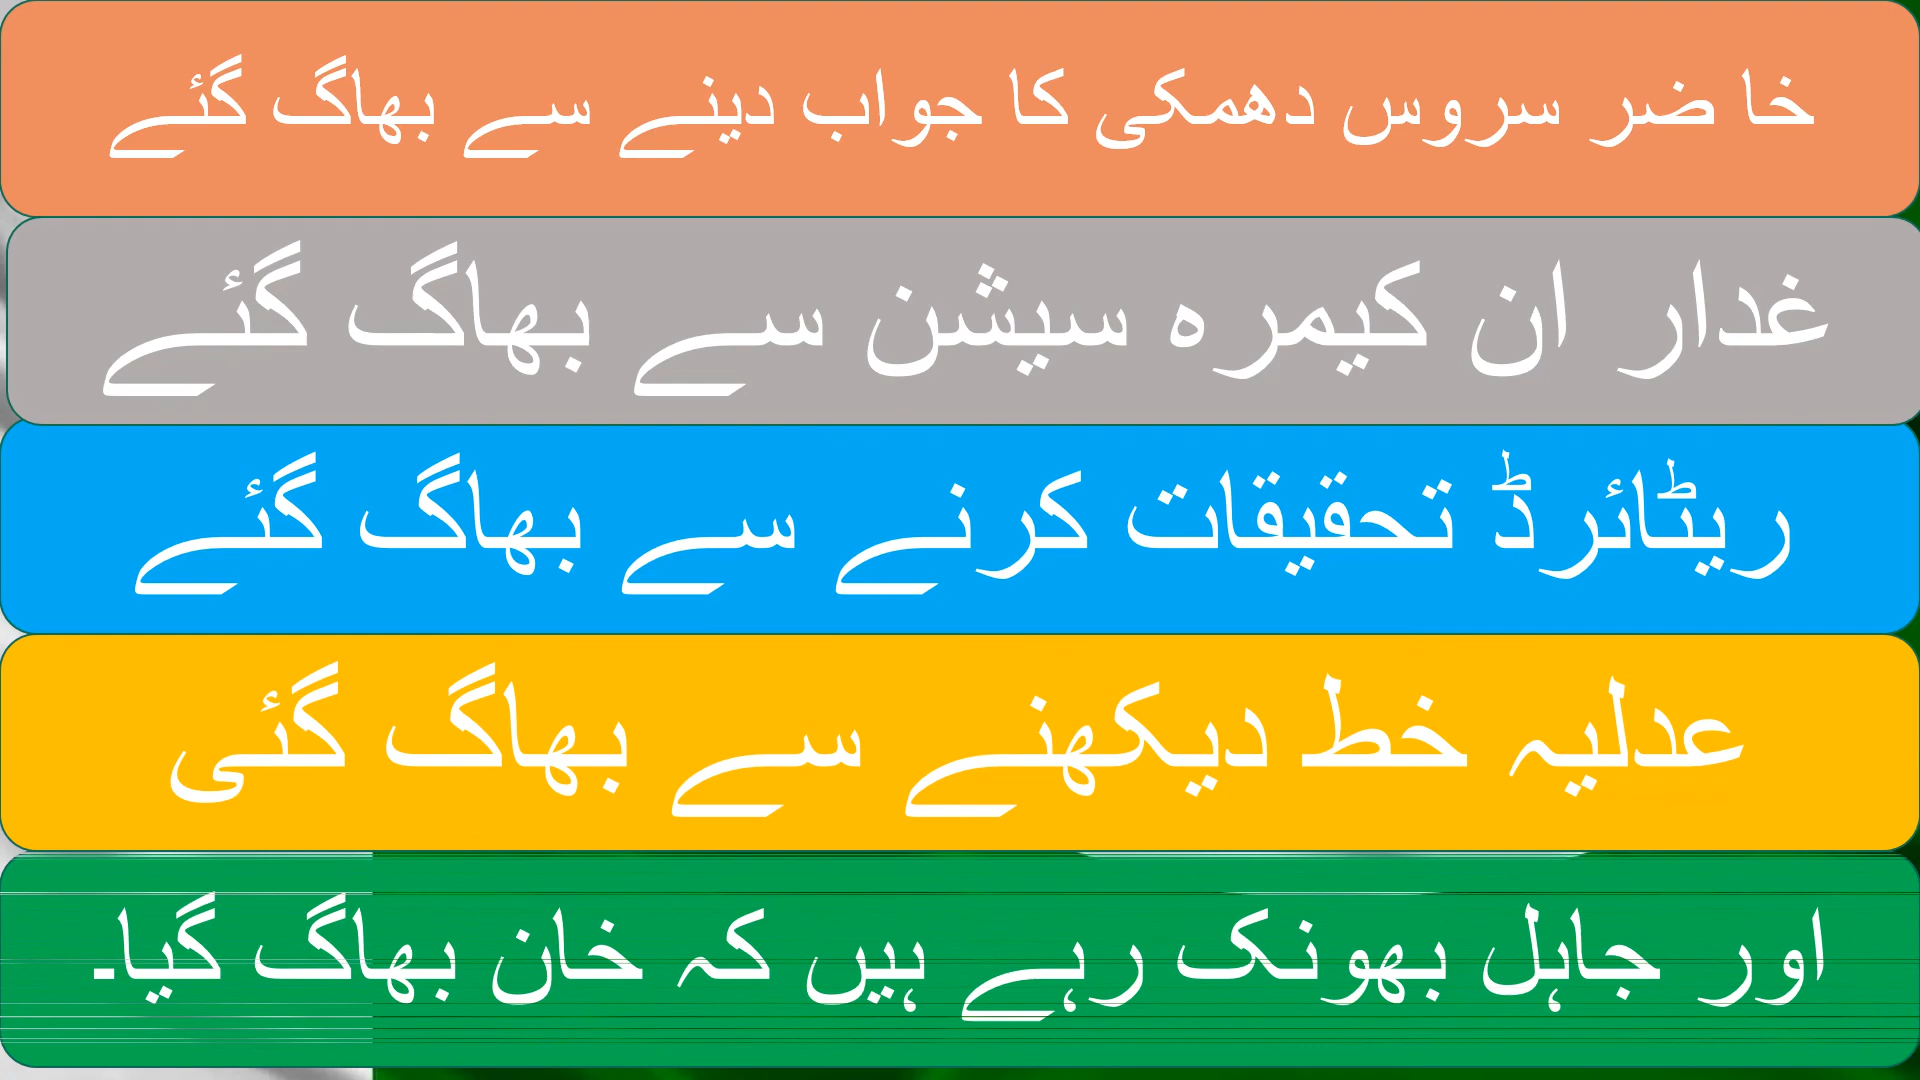 خا ضر سروس دھمکی کا جواب دینے سے بھاگ گئے
غدار ان کیمرہ سیشن سے بھاگ گئے
ریٹائرڈ تحقیقات کرنے سے بھاگ گئے
عدلیہ خط دیکھنے سے بھاگ گئی
اور جاہل بھونک رہے ہیں کہ خان بھاگ گیا۔